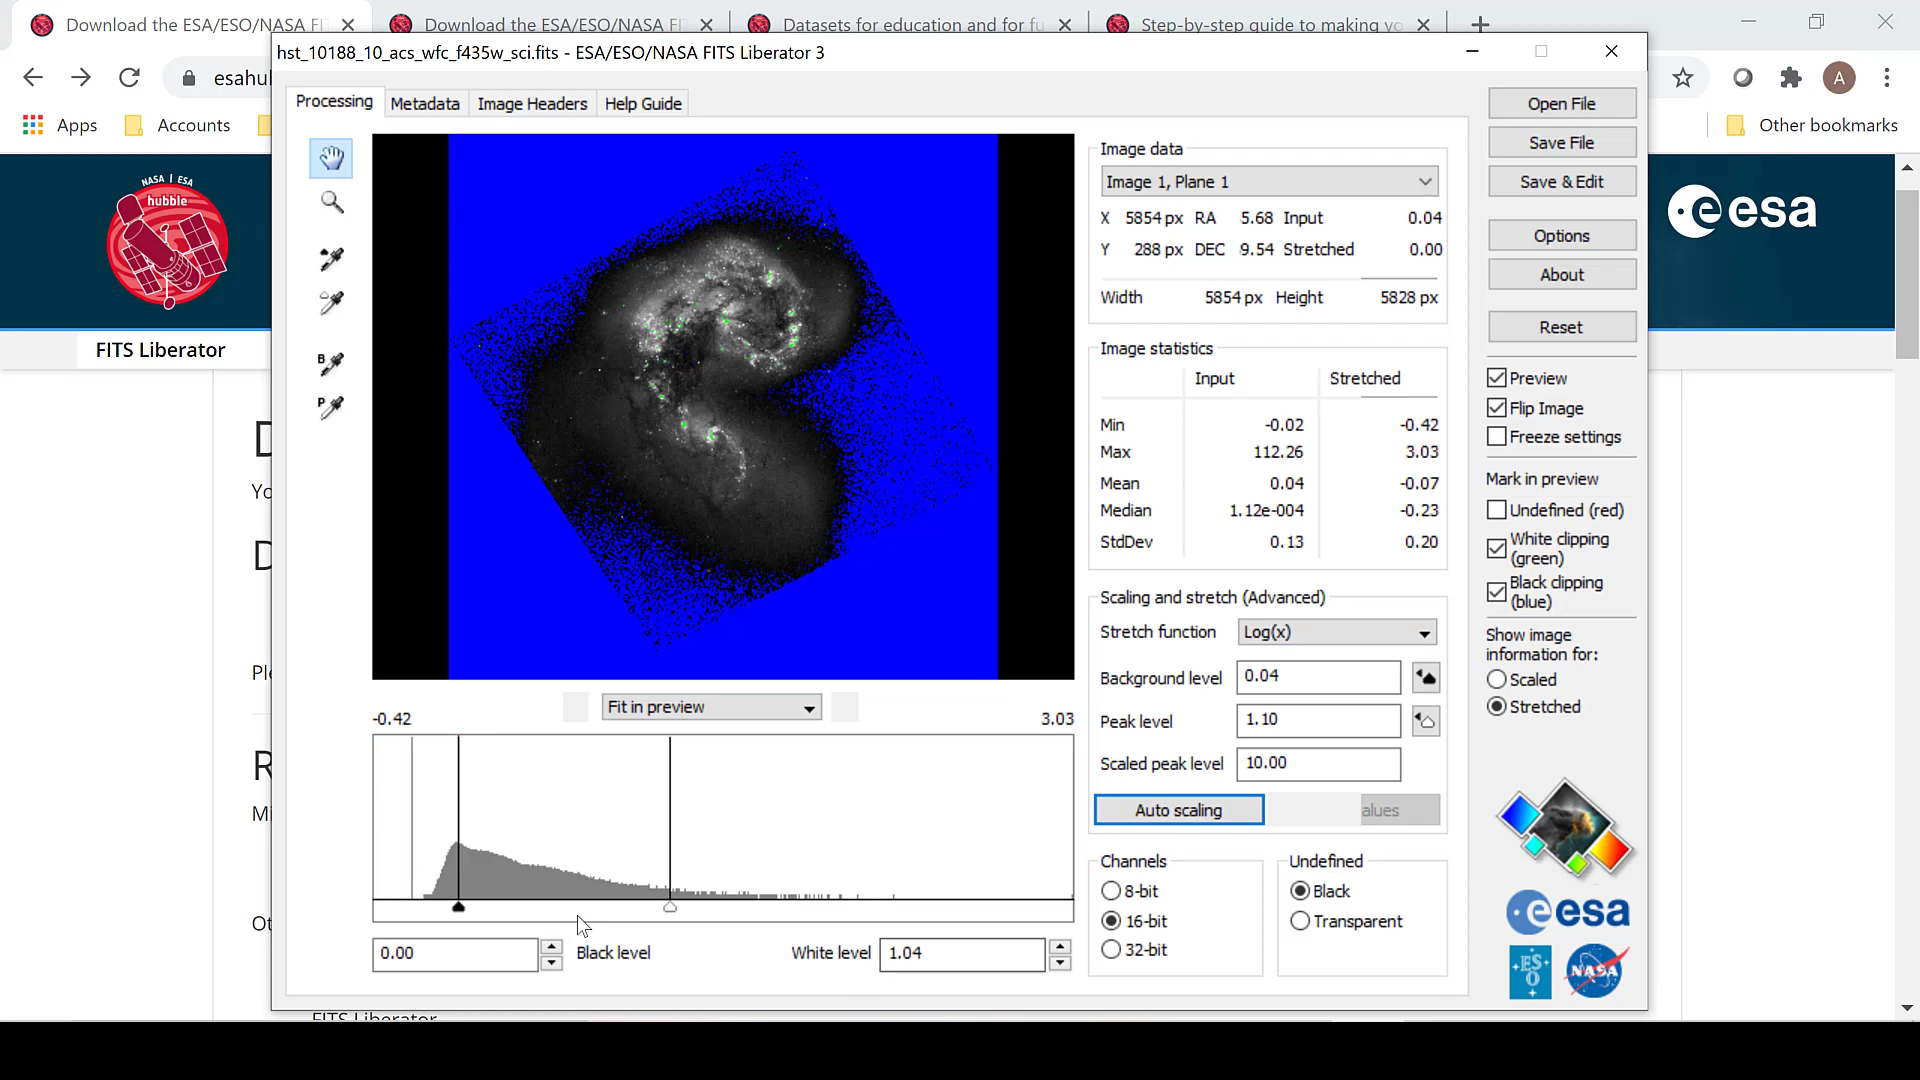 Download the ESA/ESO/NASA FI
Download the ESA/ESO/NASA FI
Datasets for education and for fu
Step-by-step guide to making yo
hst_10188_10_acs_wfc_f435w_sci.fits - ESA/ESO/NASA FITS Liberator 3
esahu
A
Apps
Accounts
Other bookmarks
Processing
Metadata
Image Headers
Help Guide
NASA | ESA
hubble
esa
FITS Liberator
D
Yo
D
Ple
R
Mi
Ot
FITS Liberator
B
P
Image data
Image 1, Plane 1
X 5854 px RA 5.68 Input 0.04
Y 288 px DEC 9.54 Stretched 0.00
Width 5854 px Height 5828 px
Image statistics
Input Stretched
Min -0.02 -0.42
Max 112.26 3.03
Mean 0.04 -0.07
Median 1.12e-004 -0.23
StdDev 0.13 0.20
Scaling and stretch (Advanced)
Stretch function Log(x)
Background level 0.04
Peak level 1.10
Scaled peak level 10.00
Auto scaling
alues
Channels
8-bit
16-bit
32-bit
Undefined
Black
Transparent
Fit in preview
-0.42
3.03
0.00 Black level
White level 1.04
Open File
Save File
Save & Edit
Options
About
Reset
Preview
Flip Image
Freeze settings
Mark in preview
Undefined (red)
White clipping
(green)
Black clipping
(blue)
Show image
information for:
Scaled
Stretched
esa
ESO
NASA